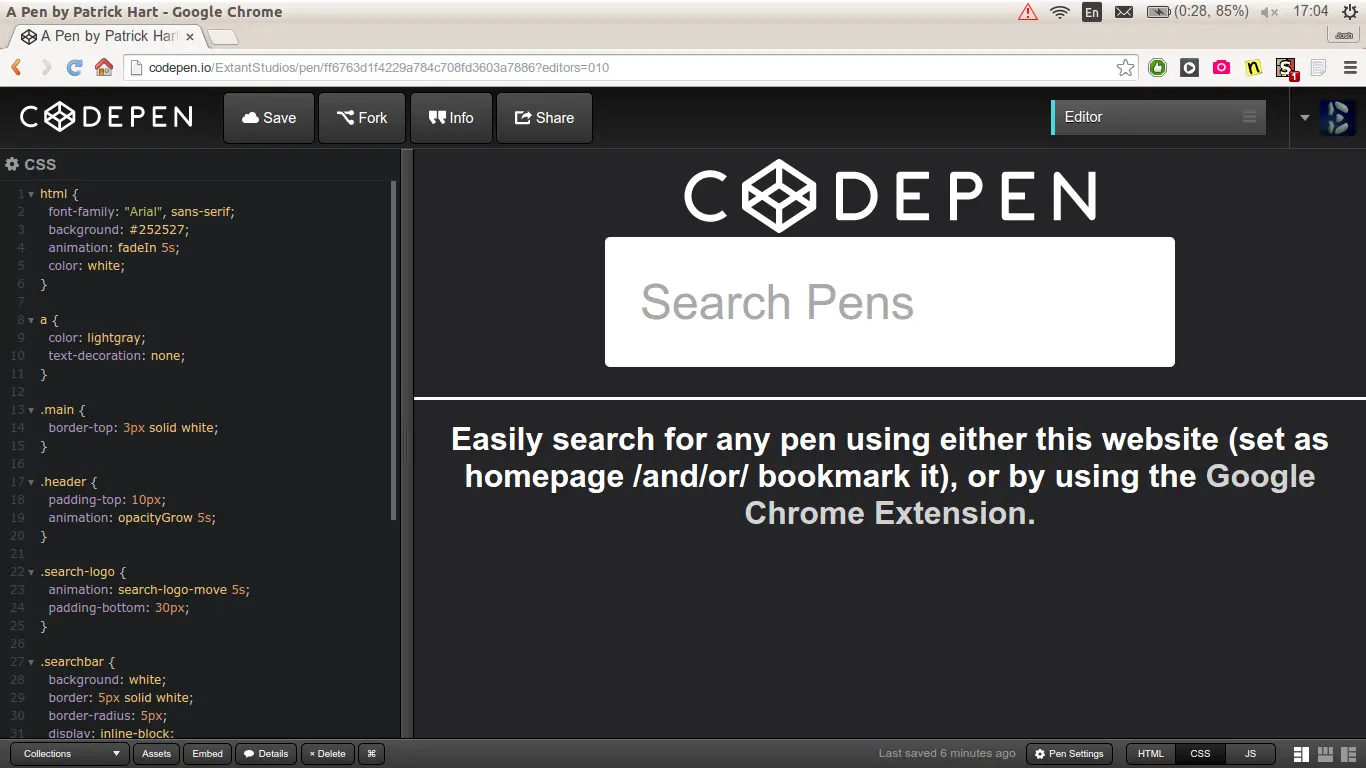 A Pen by Patrick Hart - Google Chrome
En
(0:28, 85%)
17:04
A Pen by Patrick Har
Josh
codepen.io/ExtantStudios/pen/ff6763d1f4229a784c708fd3603a7886?editors=010
1
CODEPEN
Save
Fork
Info
Share
Editor
CSS
1 html {
2 font-family: "Arial", sans-serif;
3 background: #252527;
4 animation: fadeIn 5s;
5 color: white;
6 }
7
8 a {
9 color: lightgray;
10 text-decoration: none;
11 }
12
13 .main {
14 border-top: 3px solid white;
15 }
16
17 .header {
18 padding-top: 10px;
19 animation: opacityGrow 5s;
20 }
21
22 .search-logo {
23 animation: search-logo-move 5s;
24 padding-bottom: 30px;
25 }
26
27 .searchbar {
28 background: white;
29 border: 5px solid white;
30 border-radius: 5px;
31 display: inline-block;
CODEPEN
Search Pens
Easily search for any pen using either this website (set as
homepage /and/or/ bookmark it), or by using the Google
Chrome Extension.
Collections
Assets
Embed
Details
× Delete
⌘
Last saved 6 minutes ago
Pen Settings
HTML
CSS
JS